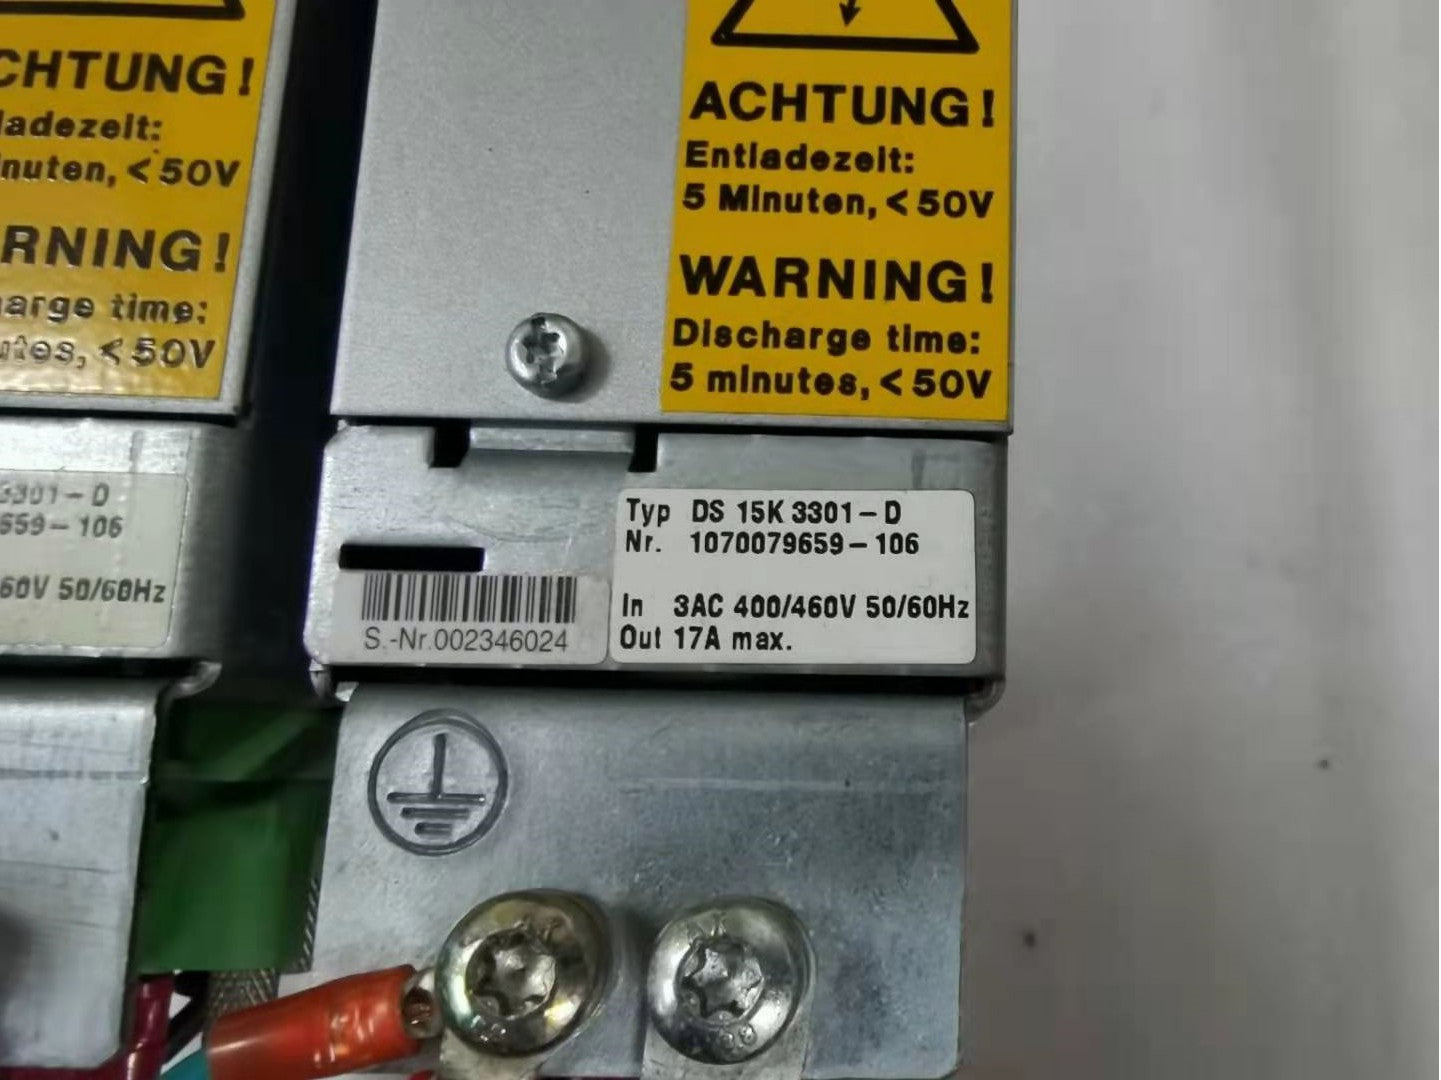 CHTUNG!
ladezeit:
nuten, < 50V
RNING!
arge time:
utes, < 50V
3301-D
659-106
60V 50/60Hz
ACHTUNG!
Entladezeit:
5 Minuten, < 50V
WARNING!
Discharge time:
5 minutes, < 50V
Typ DS 15K 3301-D
Nr. 1070079659-106
In 3AC 400/460V 50/60Hz
Out 17A max.
S.-Nr.002346024